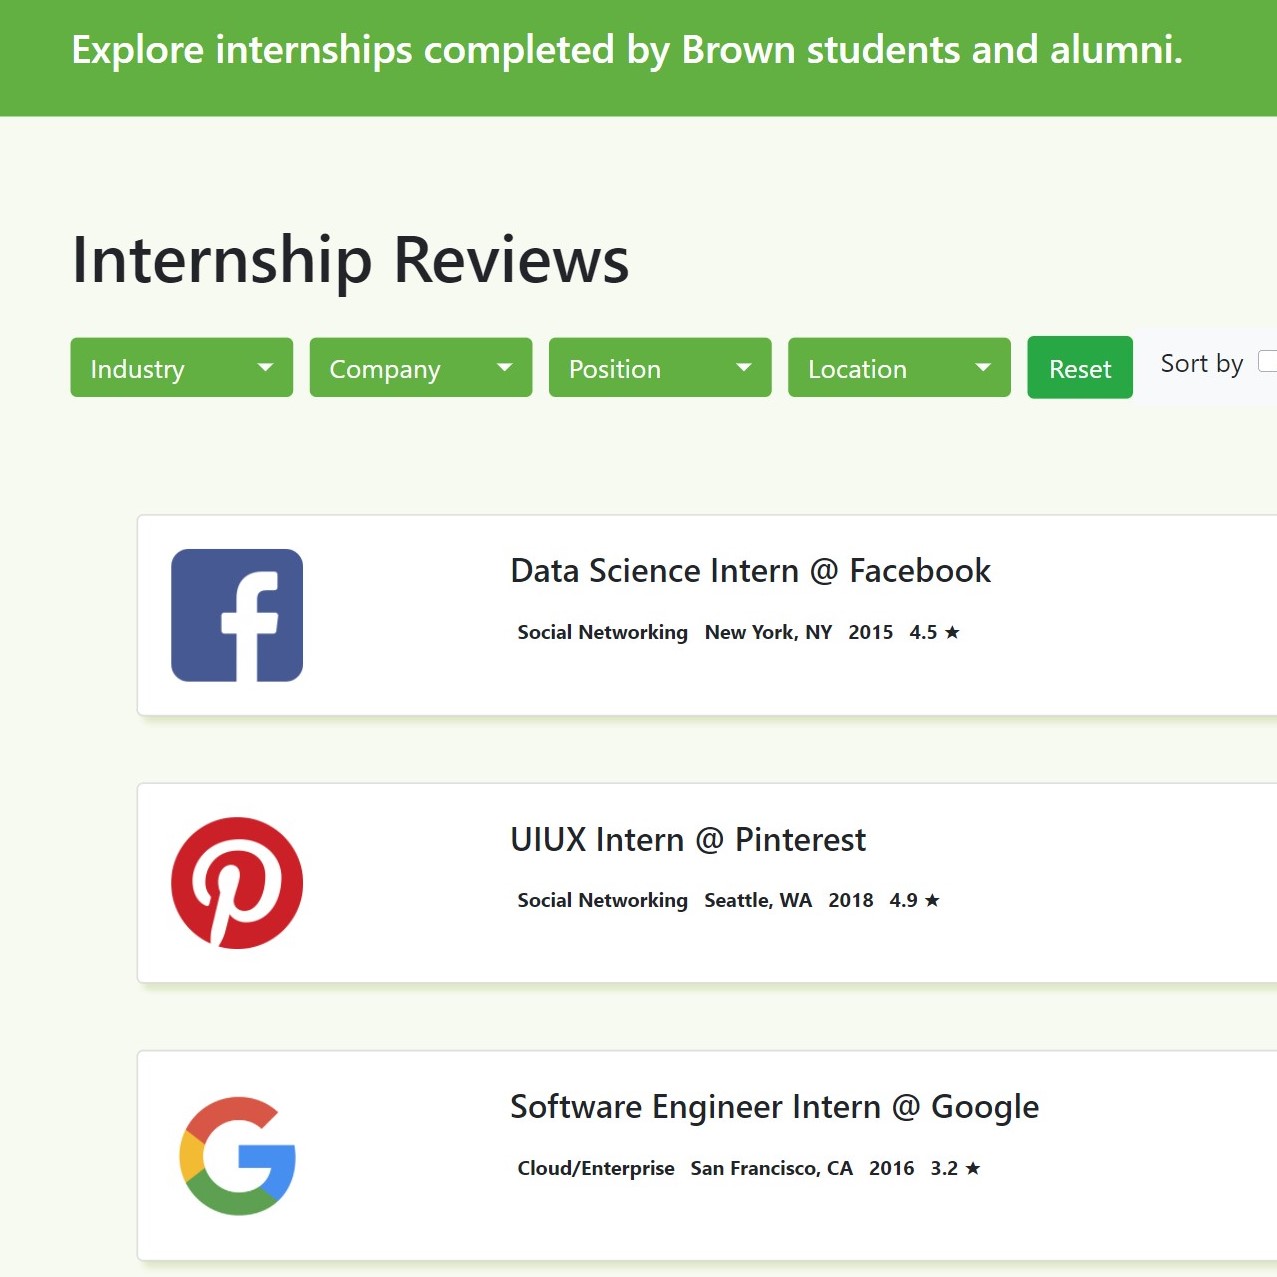 Explore internships completed by Brown students and alumni.
Internship Reviews
Industry Company Position Location Reset Sort by
Data Science Intern @ Facebook
Social Networking New York, NY 2015 4.5 ★
UIUX Intern @ Pinterest
Social Networking Seattle, WA 2018 4.9 ★
Software Engineer Intern @ Google
Cloud/Enterprise San Francisco, CA 2016 3.2 ★